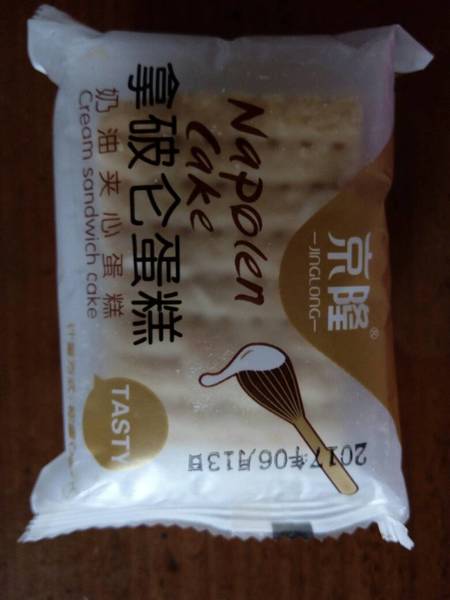 京隆®
JINGLONG
Napolen
Cake
拿破仑蛋糕
奶油夹心蛋糕
Cream sandwich cake
TASTY
2017年06月13日